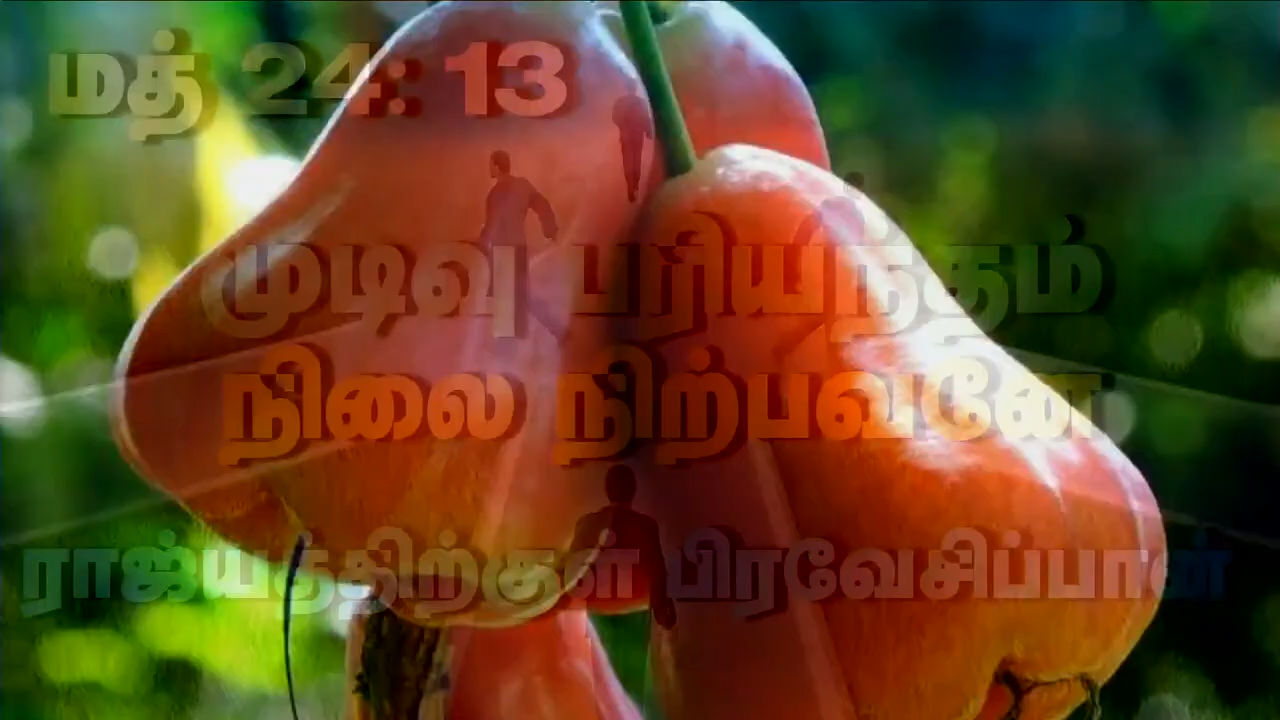 மத் 24: 13
முடிவு பரியந்தம்
நிலை நிற்பவனே
ராஜ்யத்திற்குள் பிரவேசிப்பான்